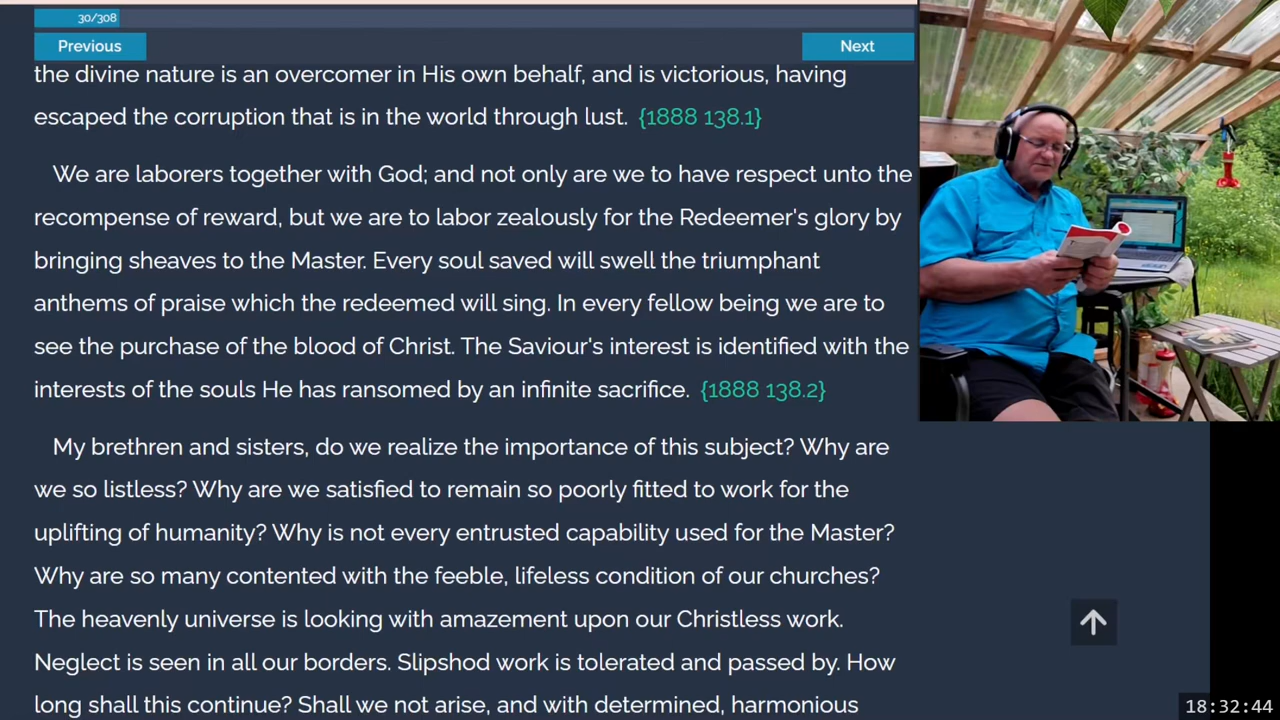 30/308
Previous
Next
the divine nature is an overcomer in His own behalf, and is victorious, having
escaped the corruption that is in the world through lust. {1888 138.1}
We are laborers together with God; and not only are we to have respect unto the
recompense of reward, but we are to labor zealously for the Redeemer's glory by
bringing sheaves to the Master. Every soul saved will swell the triumphant
anthems of praise which the redeemed will sing. In every fellow being we are to
see the purchase of the blood of Christ. The Saviour's interest is identified with the
interests of the souls He has ransomed by an infinite sacrifice. {1888 138.2}
My brethren and sisters, do we realize the importance of this subject? Why are
we so listless? Why are we satisfied to remain so poorly fitted to work for the
uplifting of humanity? Why is not every entrusted capability used for the Master?
Why are so many contented with the feeble, lifeless condition of our churches?
The heavenly universe is looking with amazement upon our Christless work.
Neglect is seen in all our borders. Slipshod work is tolerated and passed by. How
long shall this continue? Shall we not arise, and with determined, harmonious
18:32:44